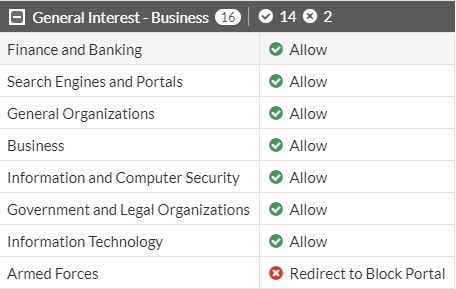 General Interest - Business 16 14 2
Finance and Banking Allow
Search Engines and Portals Allow
General Organizations Allow
Business Allow
Information and Computer Security Allow
Government and Legal Organizations Allow
Information Technology Allow
Armed Forces Redirect to Block Portal